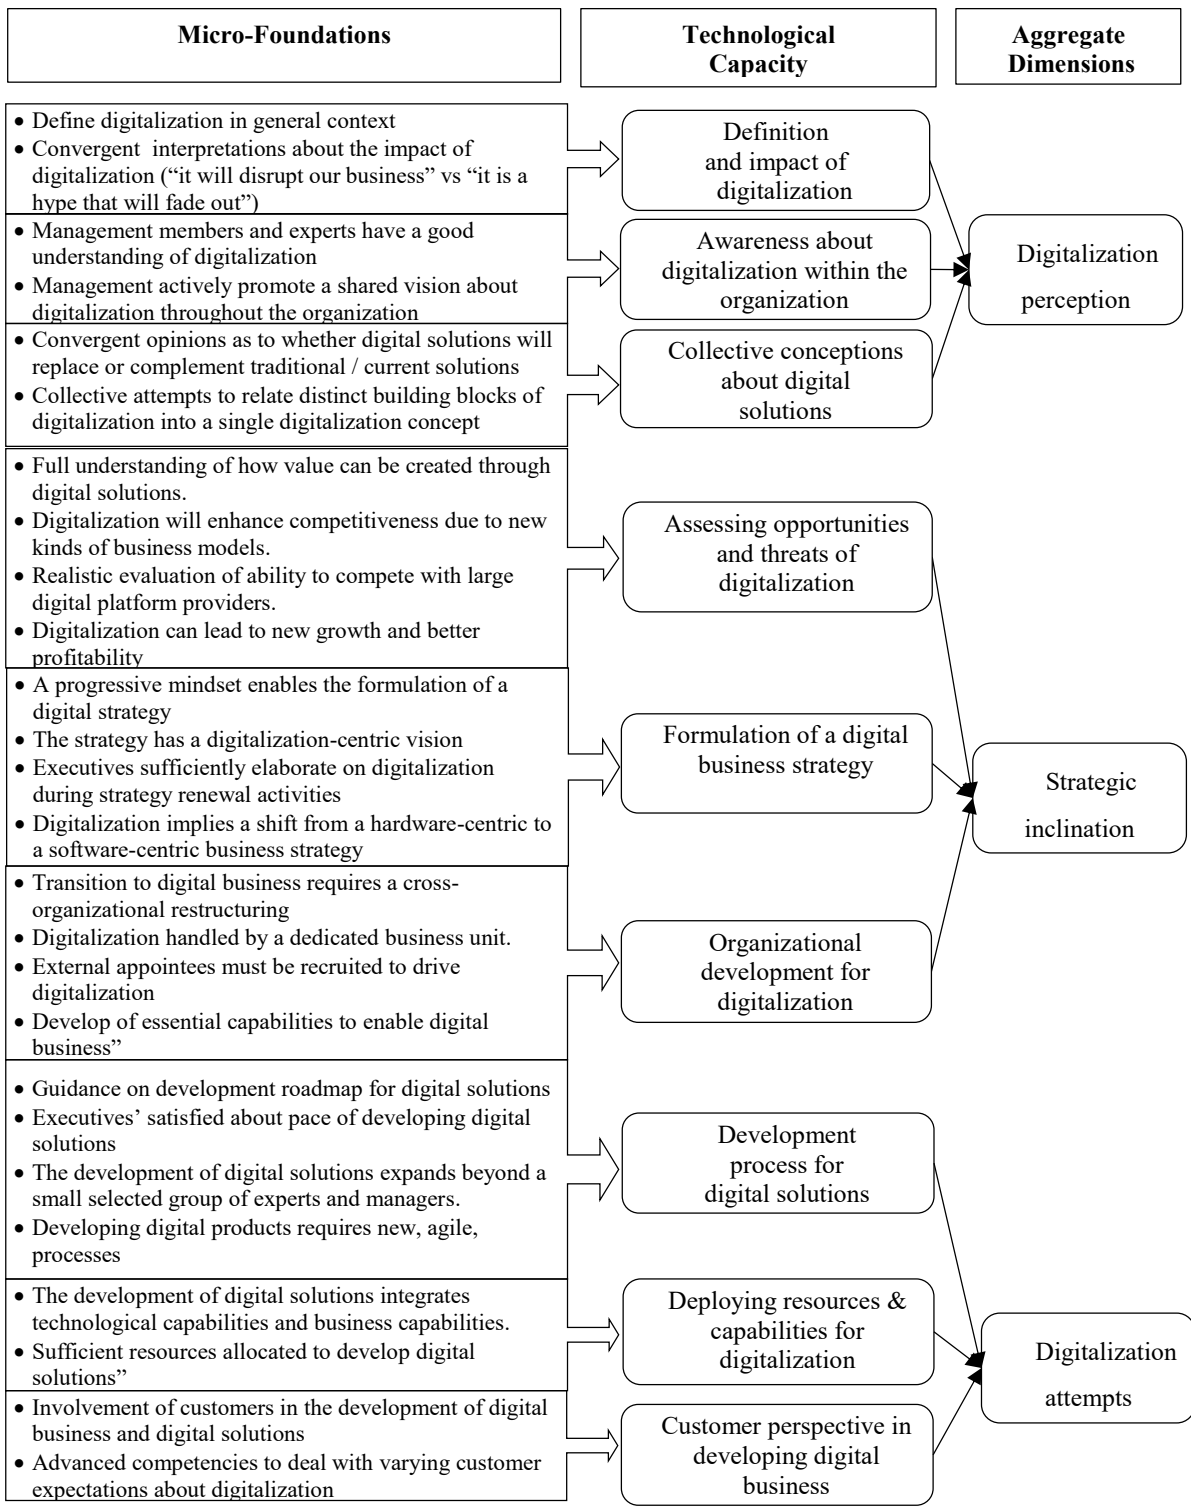 Micro-Foundations
Technological
Capacity
Aggregate
Dimensions
• Define digitalization in general context
• Convergent interpretations about the impact of
digitalization (“it will disrupt our business” vs “it is a
hype that will fade out”)
Definition
and impact of
digitalization
• Management members and experts have a good
understanding of digitalization
• Management actively promote a shared vision about
digitalization throughout the organization
Awareness about
digitalization within the
organization
• Convergent opinions as to whether digital solutions will
replace or complement traditional / current solutions
• Collective attempts to relate distinct building blocks of
digitalization into a single digitalization concept
Collective conceptions
about digital
solutions
Digitalization
perception
• Full understanding of how value can be created through
digital solutions.
• Digitalization will enhance competitiveness due to new
kinds of business models.
• Realistic evaluation of ability to compete with large
digital platform providers.
• Digitalization can lead to new growth and better
profitability
Assessing opportunities
and threats of
digitalization
• A progressive mindset enables the formulation of a
digital strategy
• The strategy has a digitalization-centric vision
• Executives sufficiently elaborate on digitalization
during strategy renewal activities
• Digitalization implies a shift from a hardware-centric to
a software-centric business strategy
Formulation of a digital
business strategy
• Transition to digital business requires a cross-
organizational restructuring
• Digitalization handled by a dedicated business unit.
• External appointees must be recruited to drive
digitalization
• Develop of essential capabilities to enable digital
business”
Organizational
development for
digitalization
Strategic
inclination
• Guidance on development roadmap for digital solutions
• Executives’ satisfied about pace of developing digital
solutions
• The development of digital solutions expands beyond a
small selected group of experts and managers.
• Developing digital products requires new, agile,
processes
Development
process for
digital solutions
• The development of digital solutions integrates
technological capabilities and business capabilities.
• Sufficient resources allocated to develop digital
solutions”
Deploying resources &
capabilities for
digitalization
• Involvement of customers in the development of digital
business and digital solutions
• Advanced competencies to deal with varying customer
expectations about digitalization
Customer perspective in
developing digital
business
Digitalization
attempts